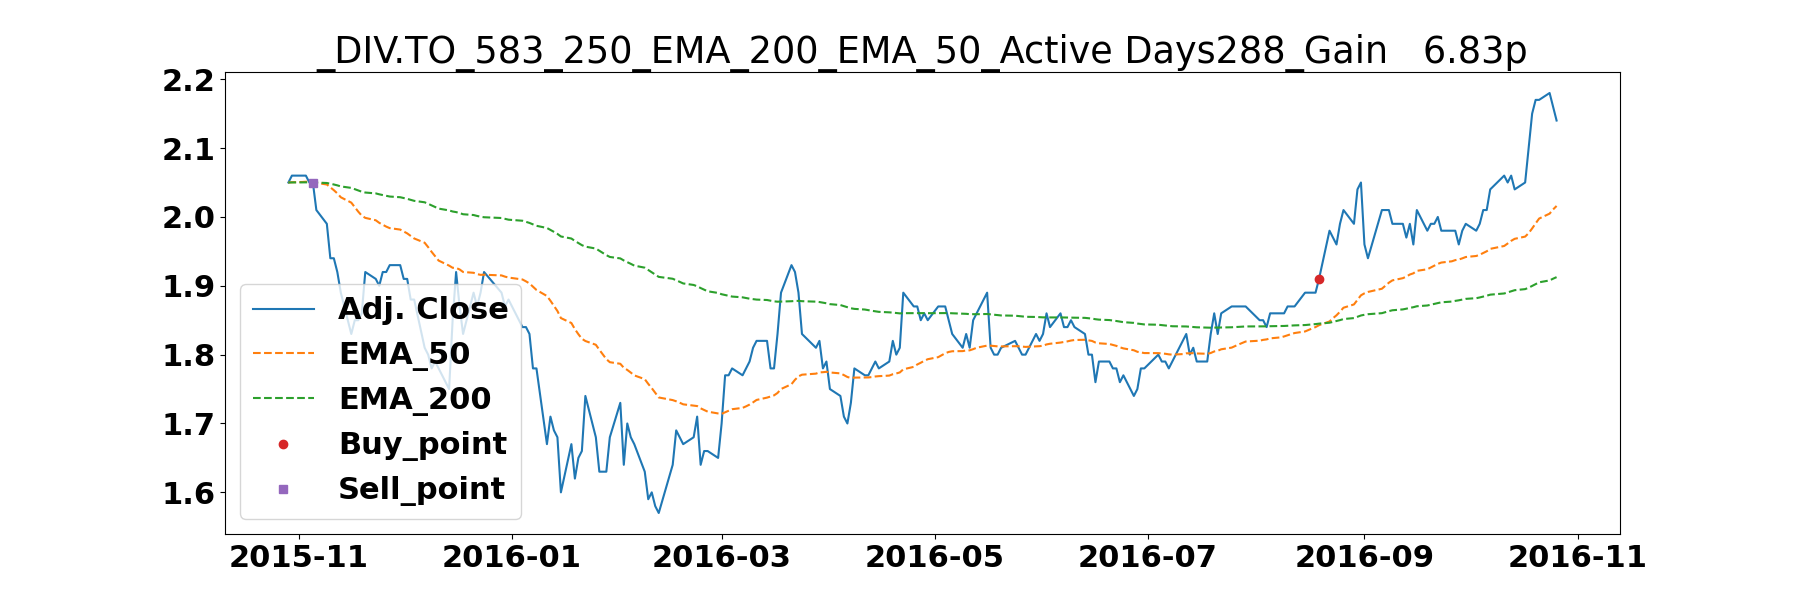 _DIV.TO_583_250_EMA_200_EMA_50_Active Days288_Gain   6.83p
2.2
2.1
2.0
1.9
1.8
1.7
1.6
Adj. Close
EMA_50
EMA_200
Buy_point
Sell_point
2015-11 2016-01 2016-03 2016-05 2016-07 2016-09 2016-11